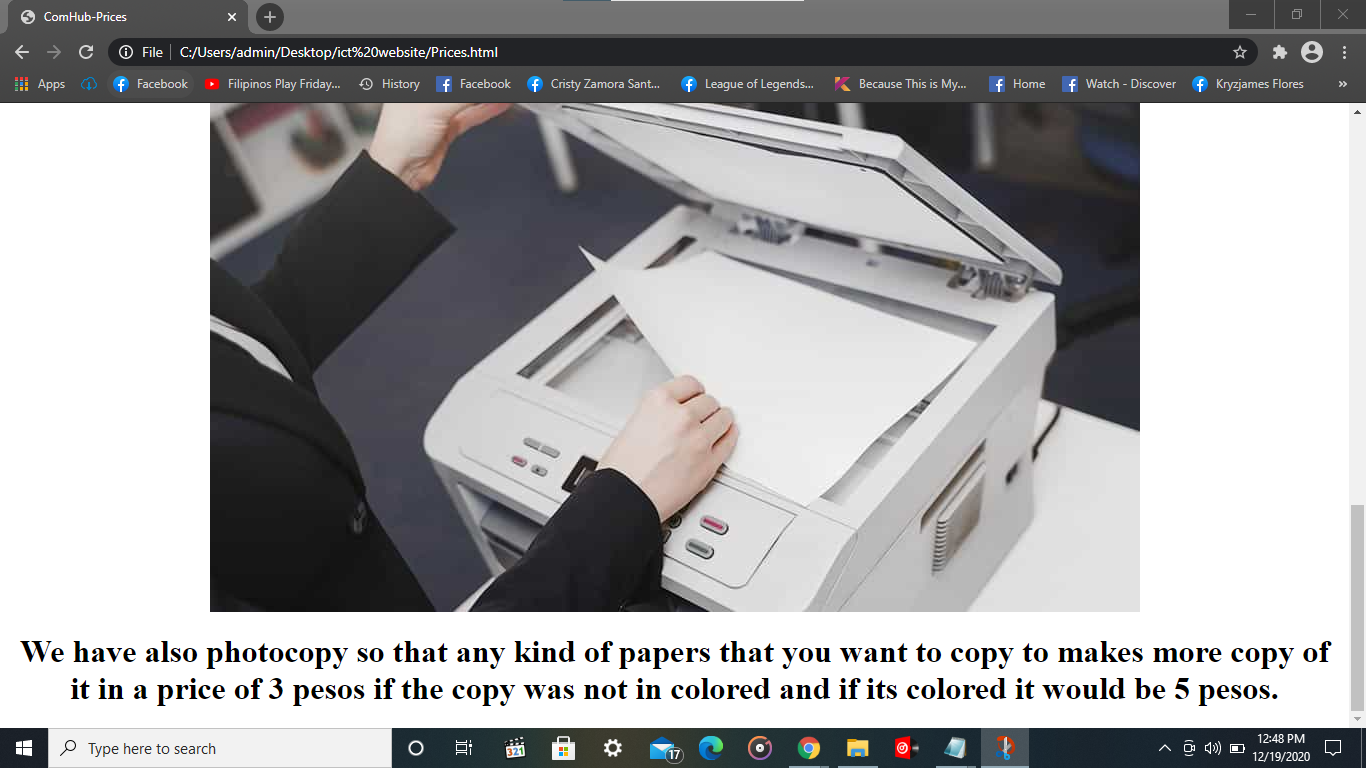 ComHub-Prices
File C:/Users/admin/Desktop/ict%20website/Prices.html
Apps Facebook Filipinos Play Friday... History Facebook Cristy Zamora Sant... League of Legends... Because This is My... Home Watch - Discover Kryzjames Flores
We have also photocopy so that any kind of papers that you want to copy to makes more copy of
it in a price of 3 pesos if the copy was not in colored and if its colored it would be 5 pesos.
Type here to search
321
17
12:48 PM
12/19/2020